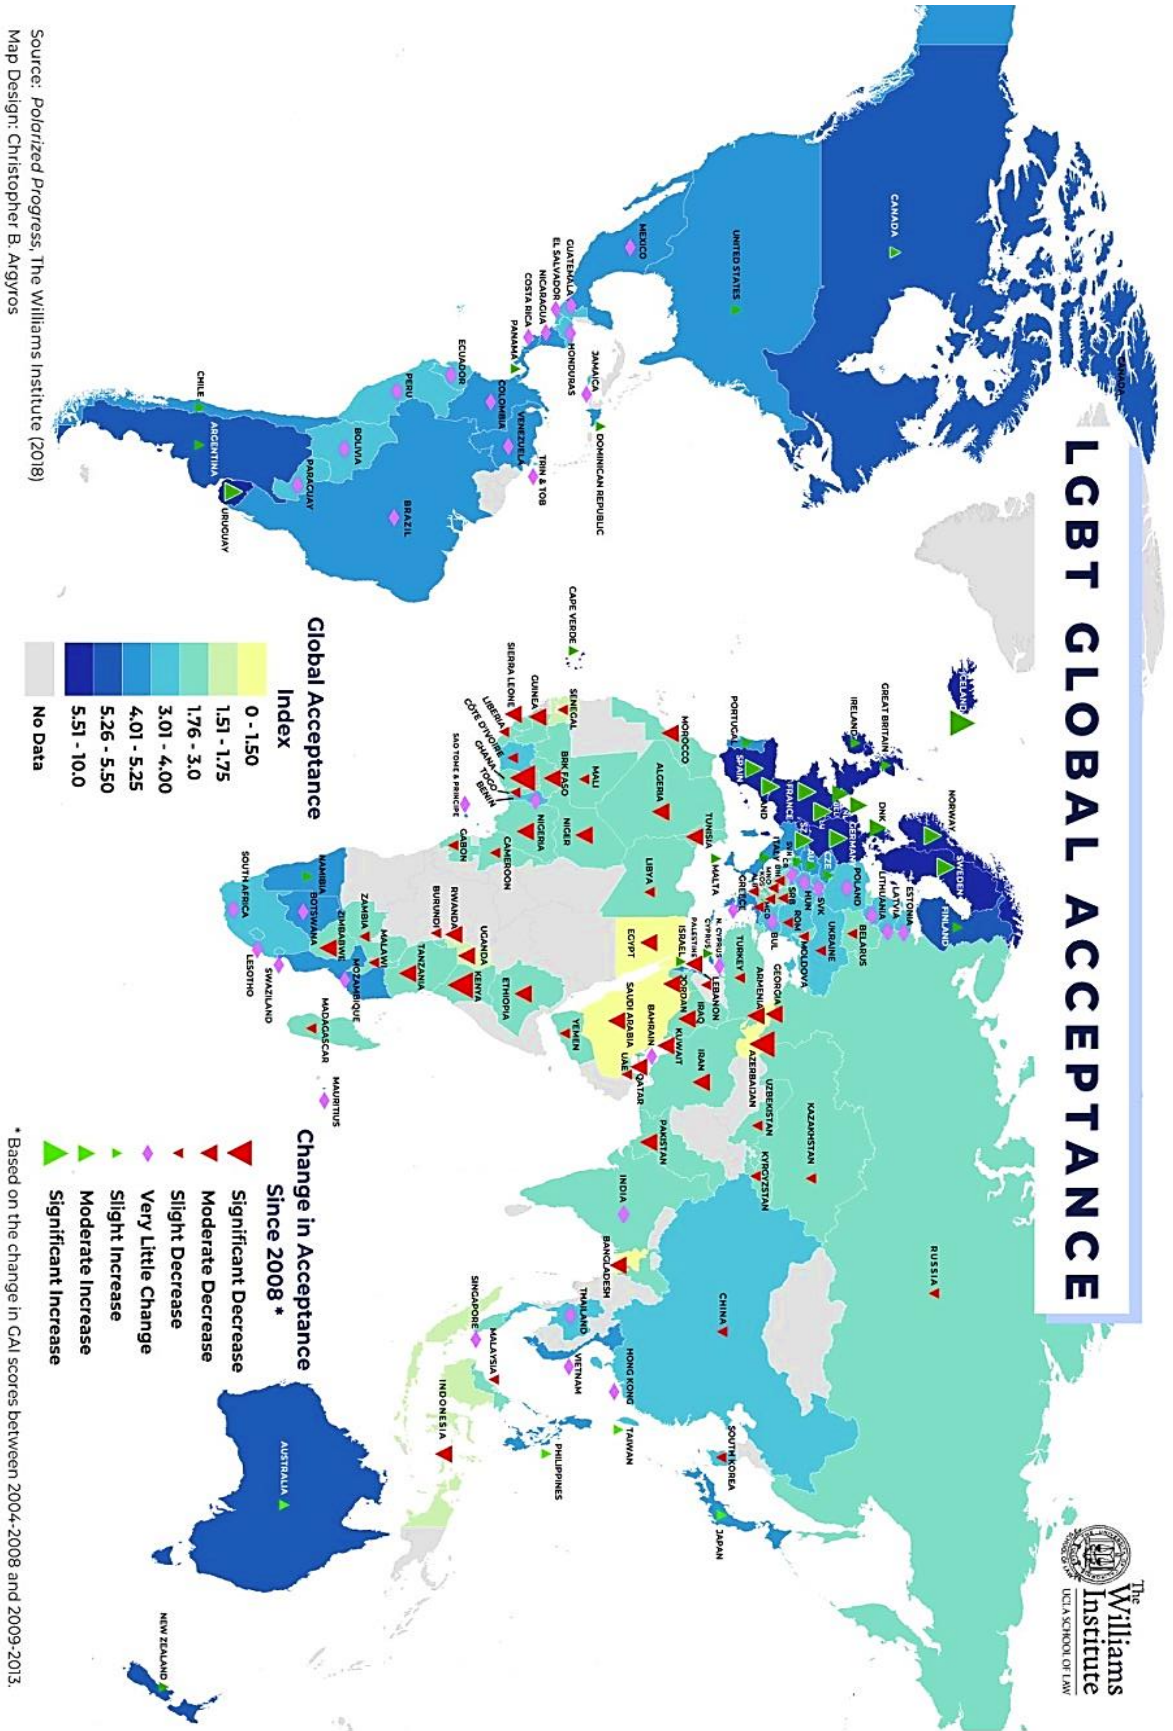 LGBT GLOBAL ACCEPTANCE
The
Williams
Institute
UCLA SCHOOL OF LAW
CANADA
CANADA
UNITED STATES
MEXICO
GUATEMALA
EL SALVADOR
NICARAGUA
COSTA RICA
PANAMA
HONDURAS
JAMAICA
DOMINICAN REPUBLIC
TRIN & TOB
VENEZUELA
COLOMBIA
ECUADOR
PERU
BRAZIL
BOLIVIA
PARAGUAY
CHILE
ARGENTINA
URUGUAY
ICELAND
NORWAY
SWEDEN
FINLAND
GREAT BRITAIN
IRELAND
DNK
ESTONIA
LATVIA
LITHUANIA
POLAND
BELARUS
GERMAN
FRANCE
CZE
SVK
HUN
UKRAINE
MOLDOVA
ROM
SRB
BUL
ITALY
GREECE
PORTUGAL
SPAIN
AND
MALTA
TURKEY
GEORGIA
ARMENIA
AZERBAIJAN
N. CYPRUS
CYPRUS
LEBANON
PALESTINE
ISRAEL
JORDAN
IRAQ
IRAN
KUWAIT
BAHRAIN
SAUDI ARABIA
QATAR
UAE
YEMEN
RUSSIA
KAZAKHSTAN
UZBEKISTAN
KYRGYZSTAN
PAKISTAN
INDIA
BANGLADESH
CHINA
SOUTH KOREA
JAPAN
TAIWAN
HONG KONG
THAILAND
VIETNAM
PHILIPPINES
SINGAPORE
MALAYSIA
INDONESIA
AUSTRALIA
NEW ZEALAND
MOROCCO
ALGERIA
TUNISIA
LIBYA
EGYPT
CAPE VERDE
SENEGAL
GUINEA
SIERRA LEONE
LIBERIA
CÔTE D'IVOIRE
GHANA
TOGO
BENIN
SAO TOME & PRINCIPE
MALI
BRK FASO
NIGER
NIGERIA
CAMEROON
GABON
UGANDA
RWANDA
BURUNDI
KENYA
ETHIOPIA
TANZANIA
MALAWI
ZAMBIA
ZIMBABWE
MOZAMBIQUE
NAMIBIA
BOTSWANA
SOUTH AFRICA
LESOTHO
SWAZILAND
MADAGASCAR
MAURITIUS
Global Acceptance
Index
0 - 1.50
1.51 - 1.75
1.76 - 3.0
3.01 - 4.00
4.01 - 5.25
5.26 - 5.50
5.51 - 10.0
No Data
Change in Acceptance
Since 2008 *
Significant Decrease
Moderate Decrease
Slight Decrease
Very Little Change
Slight Increase
Moderate Increase
Significant Increase
Source: Polarized Progress, The Williams Institute (2018)
Map Design: Christopher B. Argyros
* Based on the change in GAI scores between 2004-2008 and 2009-2013.